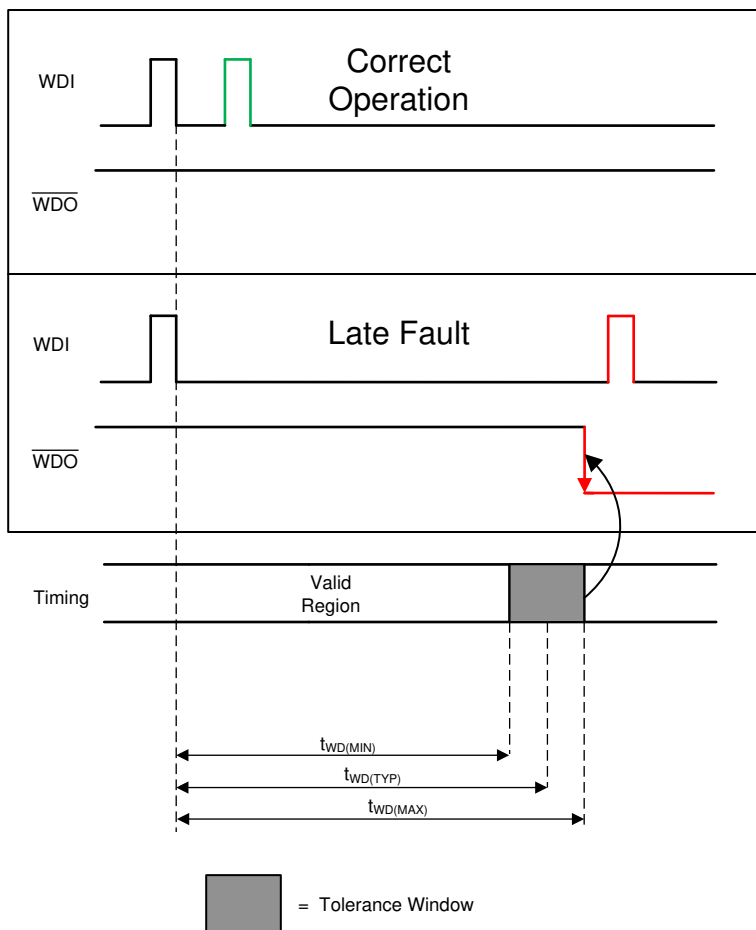 WDI
Correct
Operation
WDO
WDI
Late Fault
WDO
Timing
Valid
Region
tWD(MIN)
tWD(TYP)
tWD(MAX)
= Tolerance Window